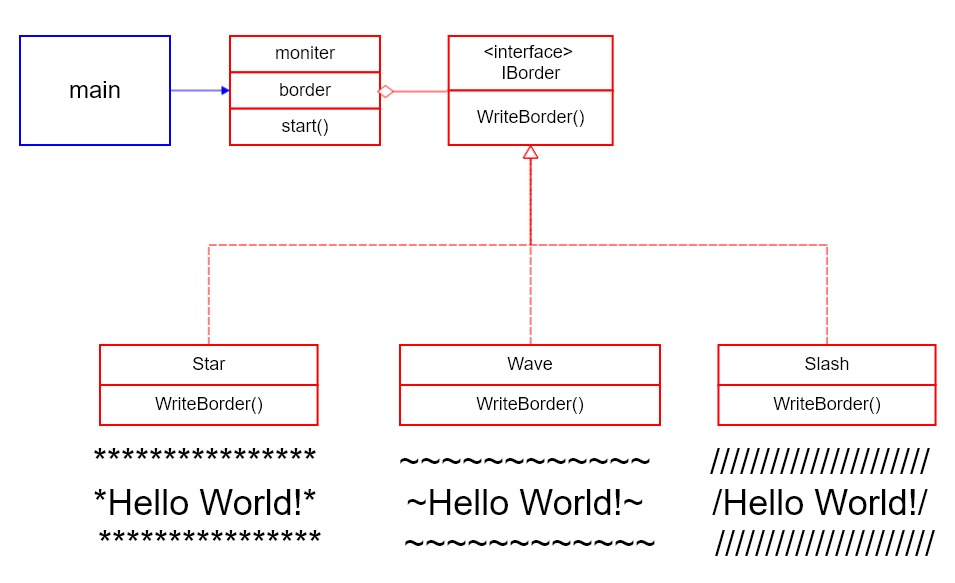 main
moniter
border
start()
<interface>
IBorder
WriteBorder()
Star
WriteBorder()
Wave
WriteBorder()
Slash
WriteBorder()
****************
*Hello World!*
****************
~~~~~~~~~~~~
~Hello World!~
~~~~~~~~~~~~
//////////////////////
/Hello World!/
//////////////////////